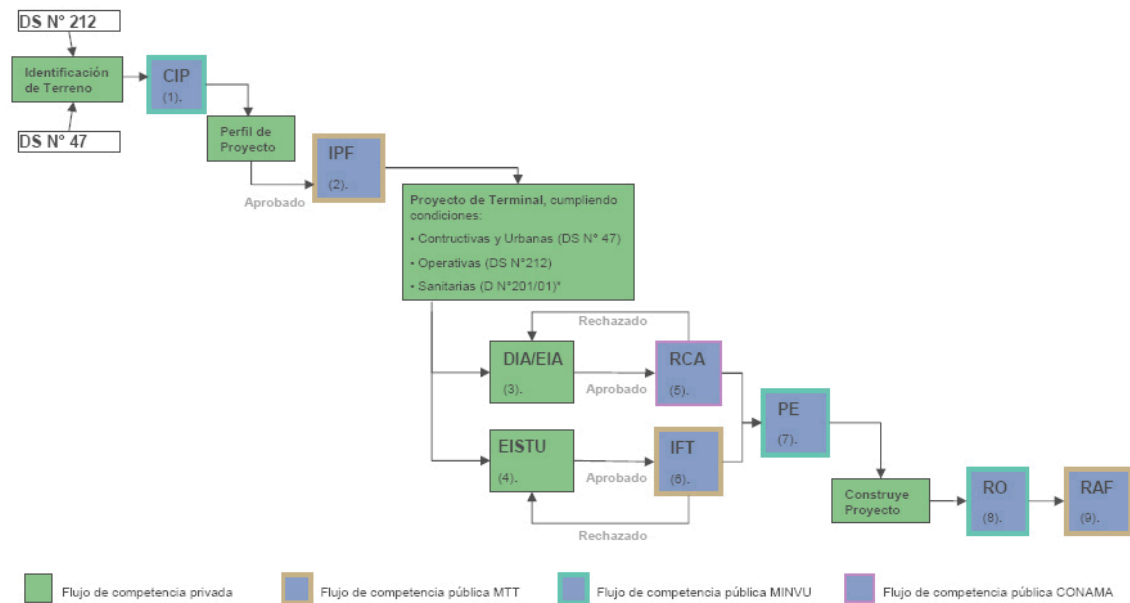 DS N° 212
Identificación
de Terreno
DS N° 47
CIP
(1).
Perfil de
Proyecto
Aprobado
IPF
(2).
Proyecto de Terminal, cumpliendo
condiciones:
• Contructivas y Urbanas (DS N° 47)
• Operativas (DS N°212)
• Sanitarias (D N°201/01)*
Rechazado
DIA/EIA
(3).
Aprobado
RCA
(5).
EISTU
(4).
Aprobado
IFT
(6).
Rechazado
PE
(7).
Construye
Proyecto
RO
(8).
RAF
(9).
Flujo de competencia privada
Flujo de competencia pública MTT
Flujo de competencia pública MINVU
Flujo de competencia pública CONAMA